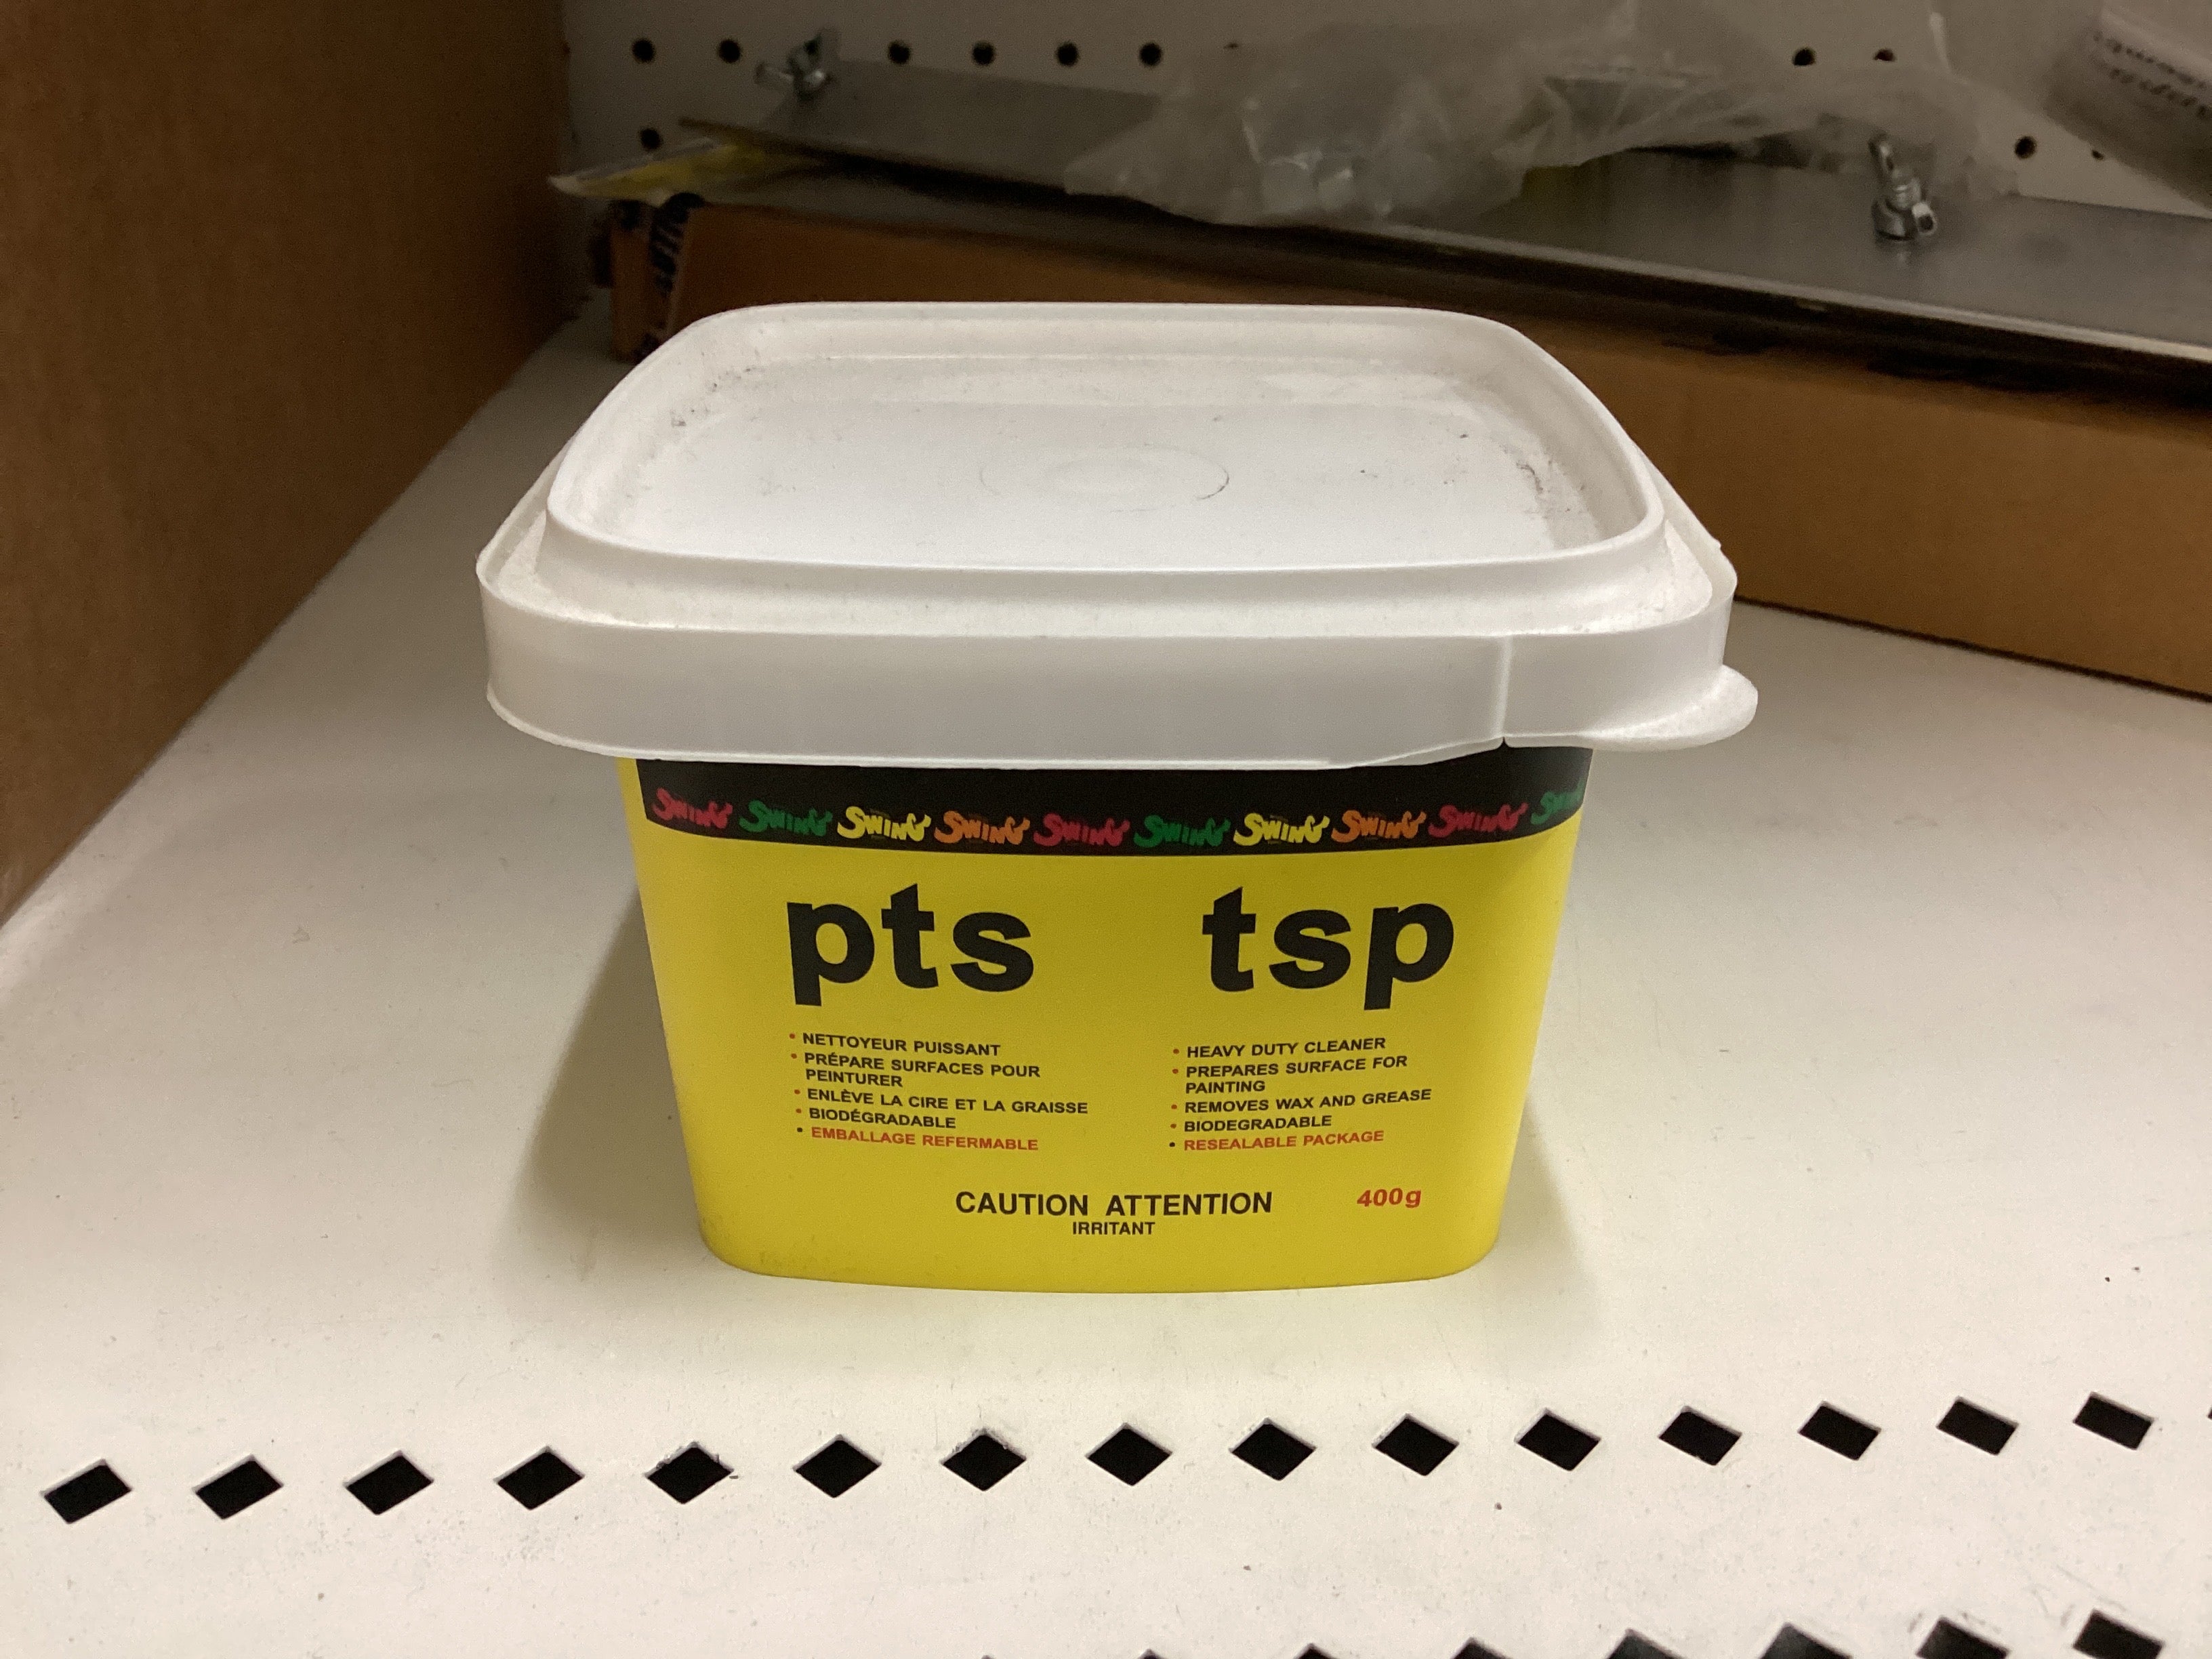 SWING SWING SWING SWING SWING SWING SWING SWING SWING SWING
pts
NETTOYEUR PUISSANT
PRÉPARE SURFACES POUR
PEINTURER
ENLÈVE LA CIRE ET LA GRAISSE
BIODÉGRADABLE
EMBALLAGE REFERMABLE
tsp
HEAVY DUTY CLEANER
PREPARES SURFACE FOR
PAINTING
REMOVES WAX AND GREASE
BIODEGRADABLE
RESEALABLE PACKAGE
CAUTION ATTENTION
IRRITANT
400g